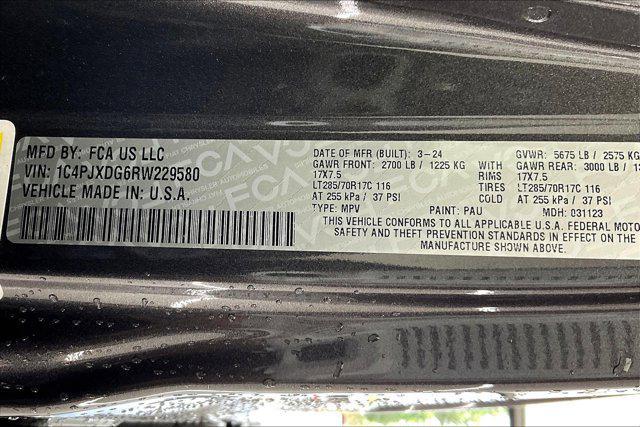 MFD BY: FCA US LLC
VIN: 1C4PJXDG6RW229580
VEHICLE MADE IN U.S.A.
DATE OF MFR (BUILT): 3-24 GVWR: 5675 LB / 2575 KG
GAWR FRONT: 2700 LB / 1225 KG WITH GAWR REAR: 3000 LB /
17X7.5 RIMS 17X7.5
LT285/70R17C 116 TIRES LT285/70R17C 116
AT 255 kPa / 37 PSI AT 255 kPa / 37 PSI
TYPE: MPV PAINT: PAU MDH: 031123
THIS VEHICLE CONFORMS TO ALL APPLICABLE U.S.A. FEDERAL
SAFETY AND THEFT PREVENTION STANDARDS IN EFFECT ON THE
MANUFACTURE SHOWN ABOVE.